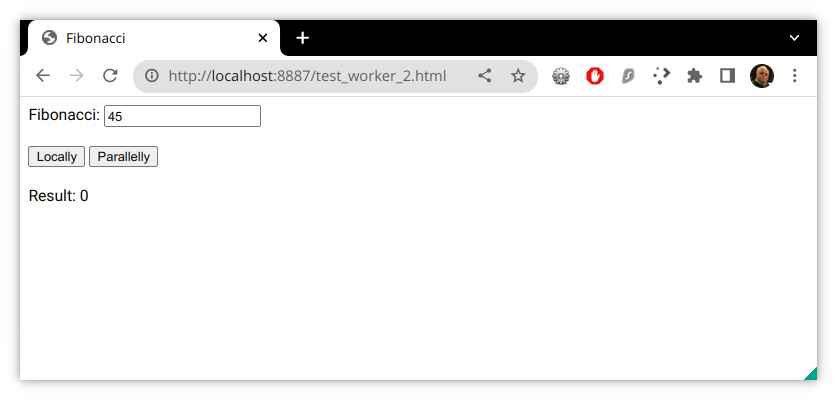 Fibonacci
http://localhost:8887/test_worker_2.html
Fibonacci: 45
Locally Parallelly
Result: 0